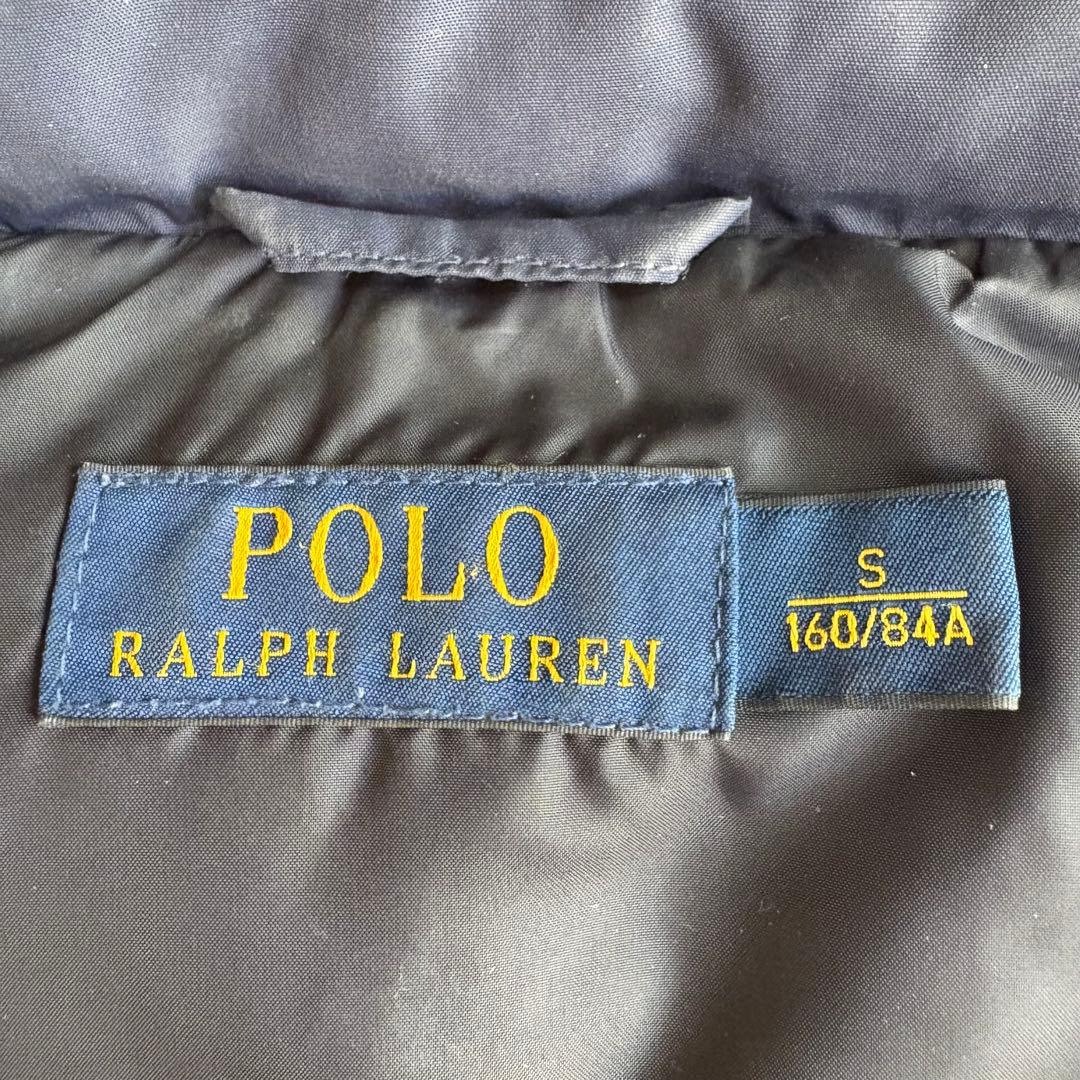 POLO
RALPH LAUREN
S
160/84A